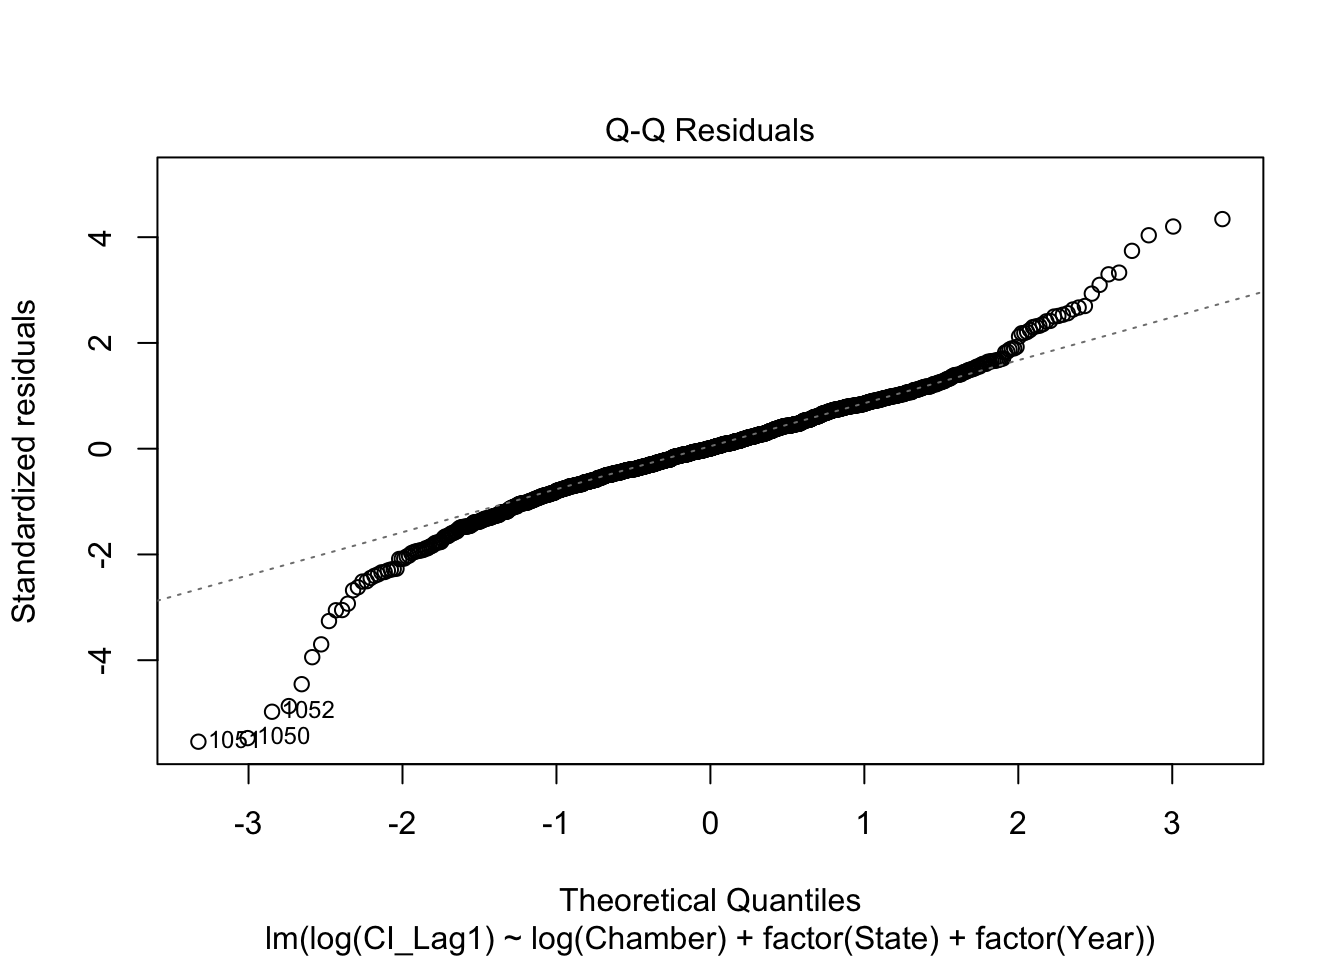 Q-Q Residuals
Standardized residuals
4
2
0
-2
-4
1052
1051
1050
-3 -2 -1 0 1 2 3
Theoretical Quantiles
lm(log(CI_Lag1) ~ log(Chamber) + factor(State) + factor(Year))